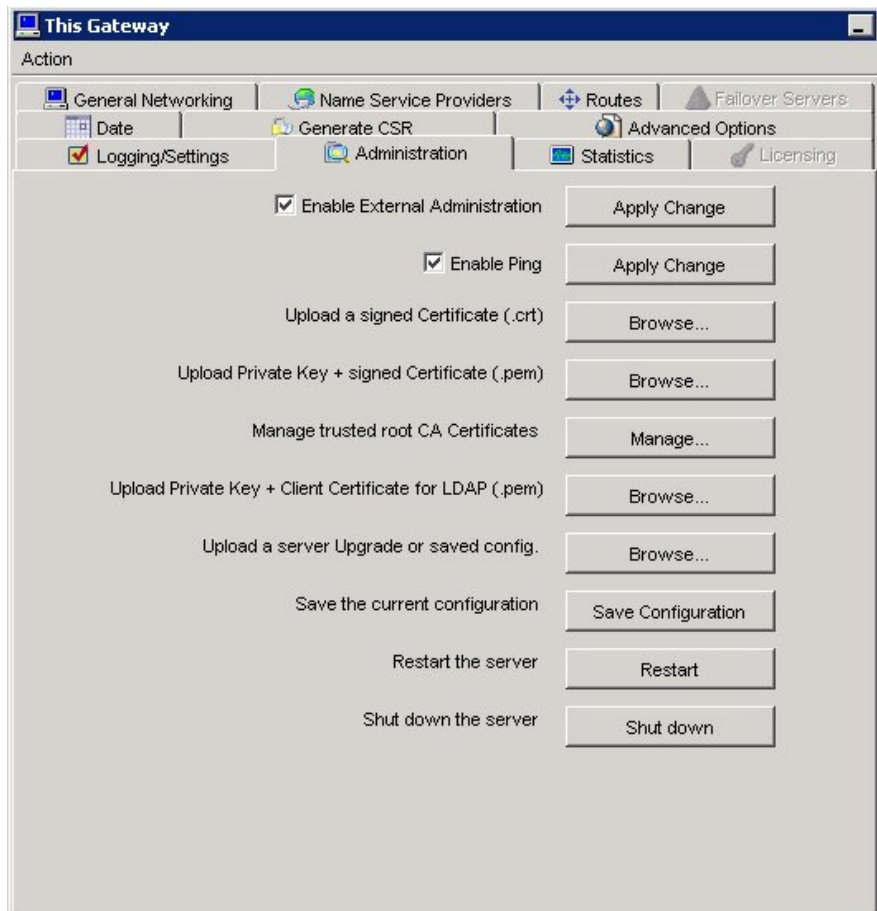 This Gateway
Action
General Networking
Name Service Providers
Routes
Failover Servers
Date
Generate CSR
Advanced Options
Logging/Settings
Administration
Statistics
Licensing
Enable External Administration
Apply Change
Enable Ping
Apply Change
Upload a signed Certificate (.crt)
Browse...
Upload Private Key + signed Certificate (.pem)
Browse...
Manage trusted root CA Certificates
Manage...
Upload Private Key + Client Certificate for LDAP (.pem)
Browse...
Upload a server Upgrade or saved config.
Browse...
Save the current configuration
Save Configuration
Restart the server
Restart
Shut down the server
Shut down